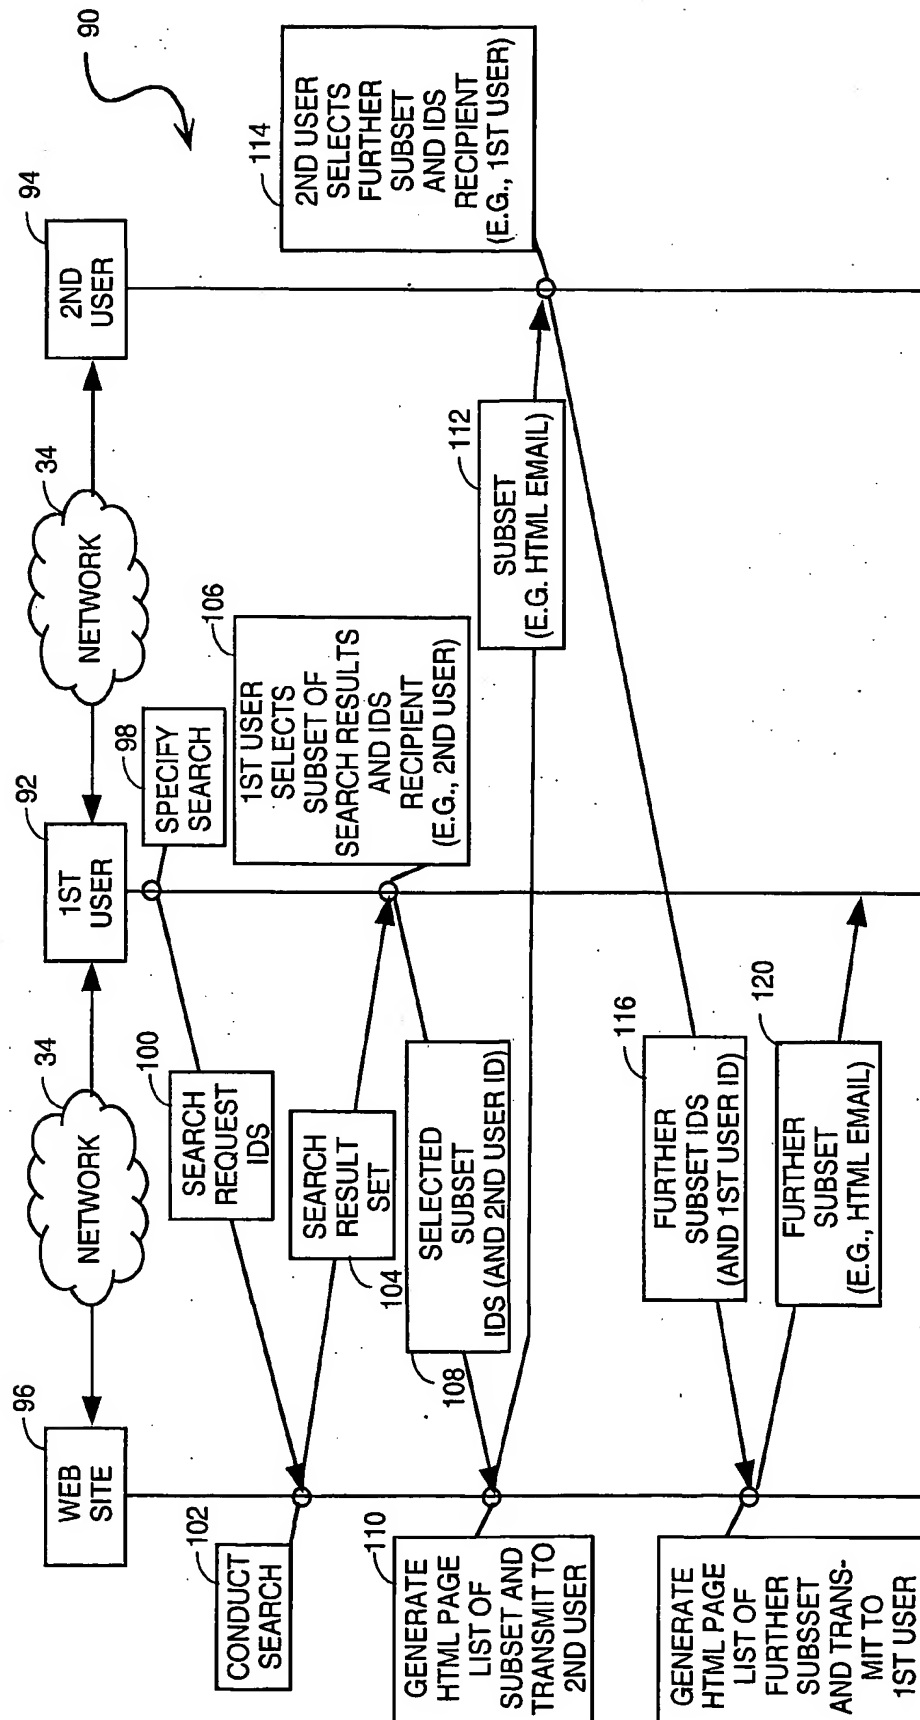 90
96
WEB
SITE
34
NETWORK
92
1ST
USER
34
NETWORK
94
2ND
USER
98
SPECIFY
SEARCH
100
SEARCH
REQUEST
IDS
102
CONDUCT
SEARCH
SEARCH
RESULT
SET
104
106
1ST USER
SELECTS
SUBSET OF
SEARCH RESULTS
AND IDS
RECIPIENT
(E.G., 2ND USER)
SELECTED
SUBSET
IDS (AND 2ND USER ID)
108
110
GENERATE
HTML PAGE
LIST OF
SUBSET AND
TRANSMIT TO
2ND USER
112
SUBSET
(E.G. HTML EMAIL)
114
2ND USER
SELECTS
FURTHER
SUBSET
AND IDS
RECIPIENT
(E.G., 1ST USER)
116
FURTHER
SUBSET IDS
(AND 1ST USER ID)
GENERATE
HTML PAGE
LIST OF
FURTHER
SUBSSET
AND TRANS-
MIT TO
1ST USER
120
FURTHER
SUBSET
(E.G., HTML EMAIL)